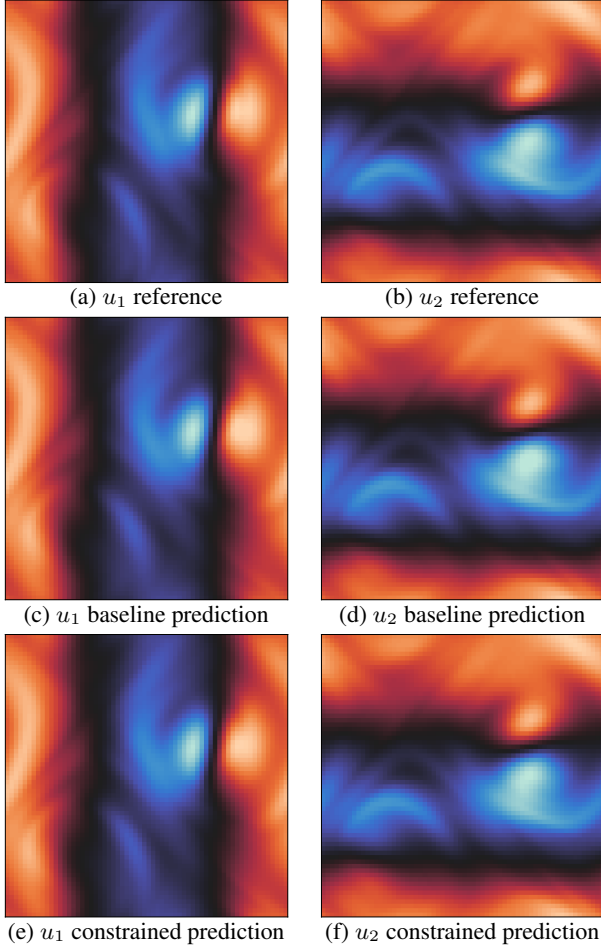 (a) u₁ reference
(b) u₂ reference
(c) u₁ baseline prediction
(d) u₂ baseline prediction
(e) u₁ constrained prediction
(f) u₂ constrained prediction